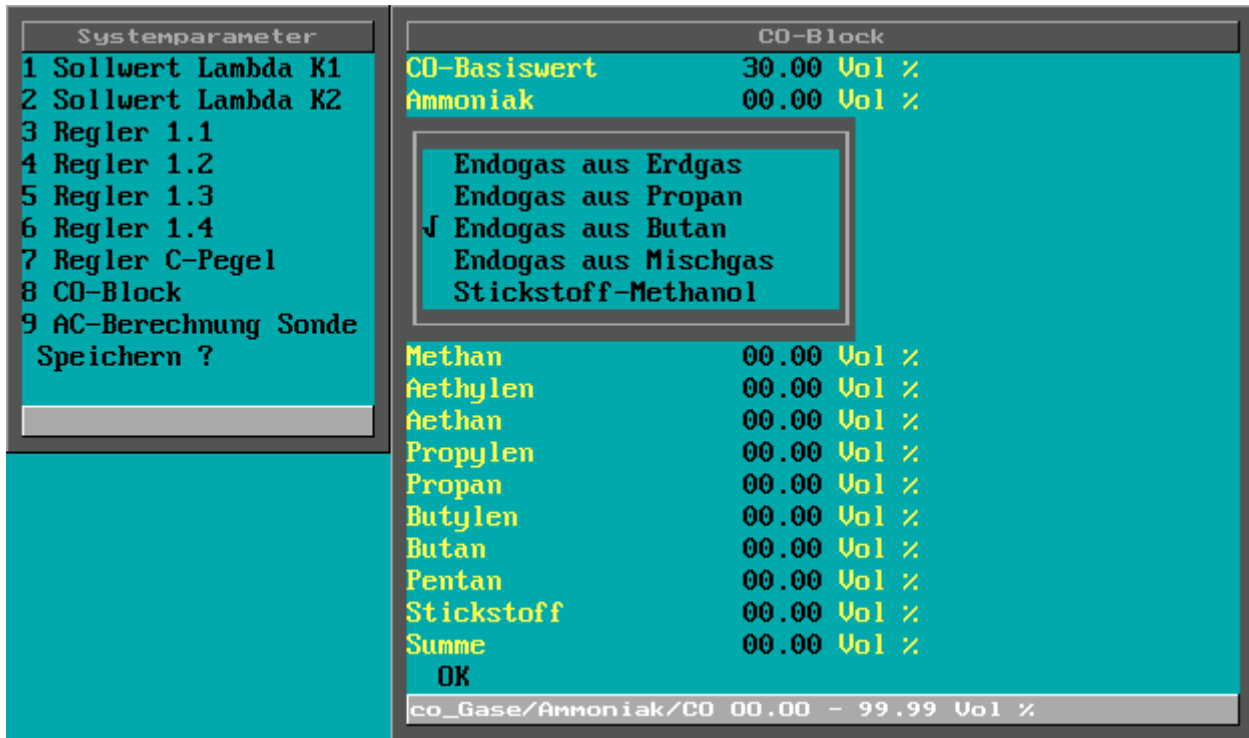 Systemparameter
1 Sollwert Lambda K1
2 Sollwert Lambda K2
3 Regler 1.1
4 Regler 1.2
5 Regler 1.3
6 Regler 1.4
7 Regler C-Pegel
8 CO-Block
9 AC-Berechnung Sonde
Speichern ?
CO-Block
CO-Basiswert 30.00 Vol %
Ammoniak 00.00 Vol %
Endogas aus Erdgas
Endogas aus Propan
√ Endogas aus Butan
Endogas aus Mischgas
Stickstoff-Methanol
Methan 00.00 Vol %
Aethylen 00.00 Vol %
Aethan 00.00 Vol %
Propylen 00.00 Vol %
Propan 00.00 Vol %
Butylen 00.00 Vol %
Butan 00.00 Vol %
Pentan 00.00 Vol %
Stickstoff 00.00 Vol %
Summe 00.00 Vol %
OK
co_Gase/Ammoniak/CO 00.00 - 99.99 Vol %